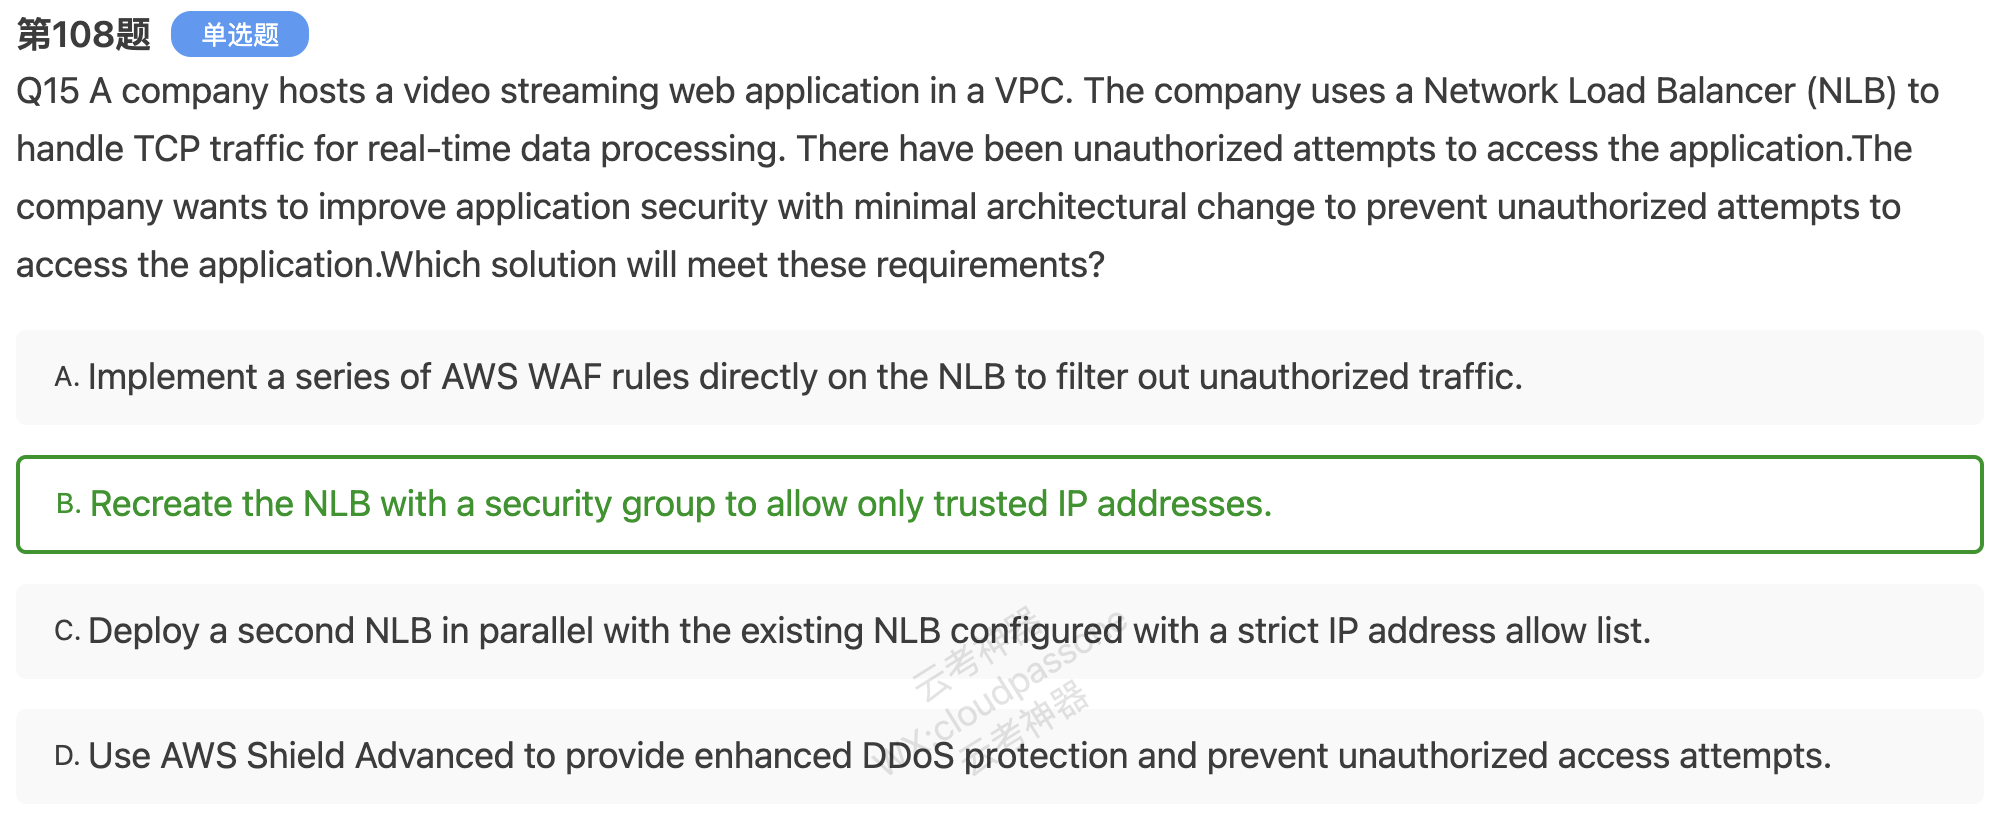 第108题 单选题
Q15 A company hosts a video streaming web application in a VPC. The company uses a Network Load Balancer (NLB) to
handle TCP traffic for real-time data processing. There have been unauthorized attempts to access the application.The
company wants to improve application security with minimal architectural change to prevent unauthorized attempts to
access the application.Which solution will meet these requirements?
A. Implement a series of AWS WAF rules directly on the NLB to filter out unauthorized traffic.
B. Recreate the NLB with a security group to allow only trusted IP addresses.
C. Deploy a second NLB in parallel with the existing NLB configured with a strict IP address allow list.
云考神器
WX:cloudpassone
云考神器
D. Use AWS Shield Advanced to provide enhanced DDoS protection and prevent unauthorized access attempts.